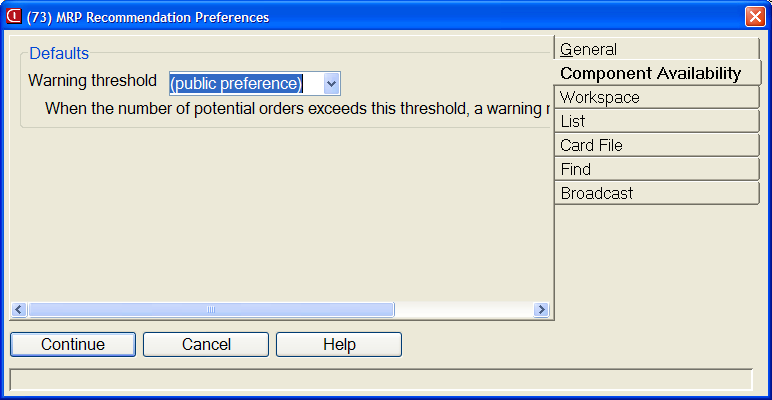 (73) MRP Recommendation Preferences
Defaults
Warning threshold (public preference)
When the number of potential orders exceeds this threshold, a warning
General
Component Availability
Workspace
List
Card File
Find
Broadcast
Continue Cancel Help